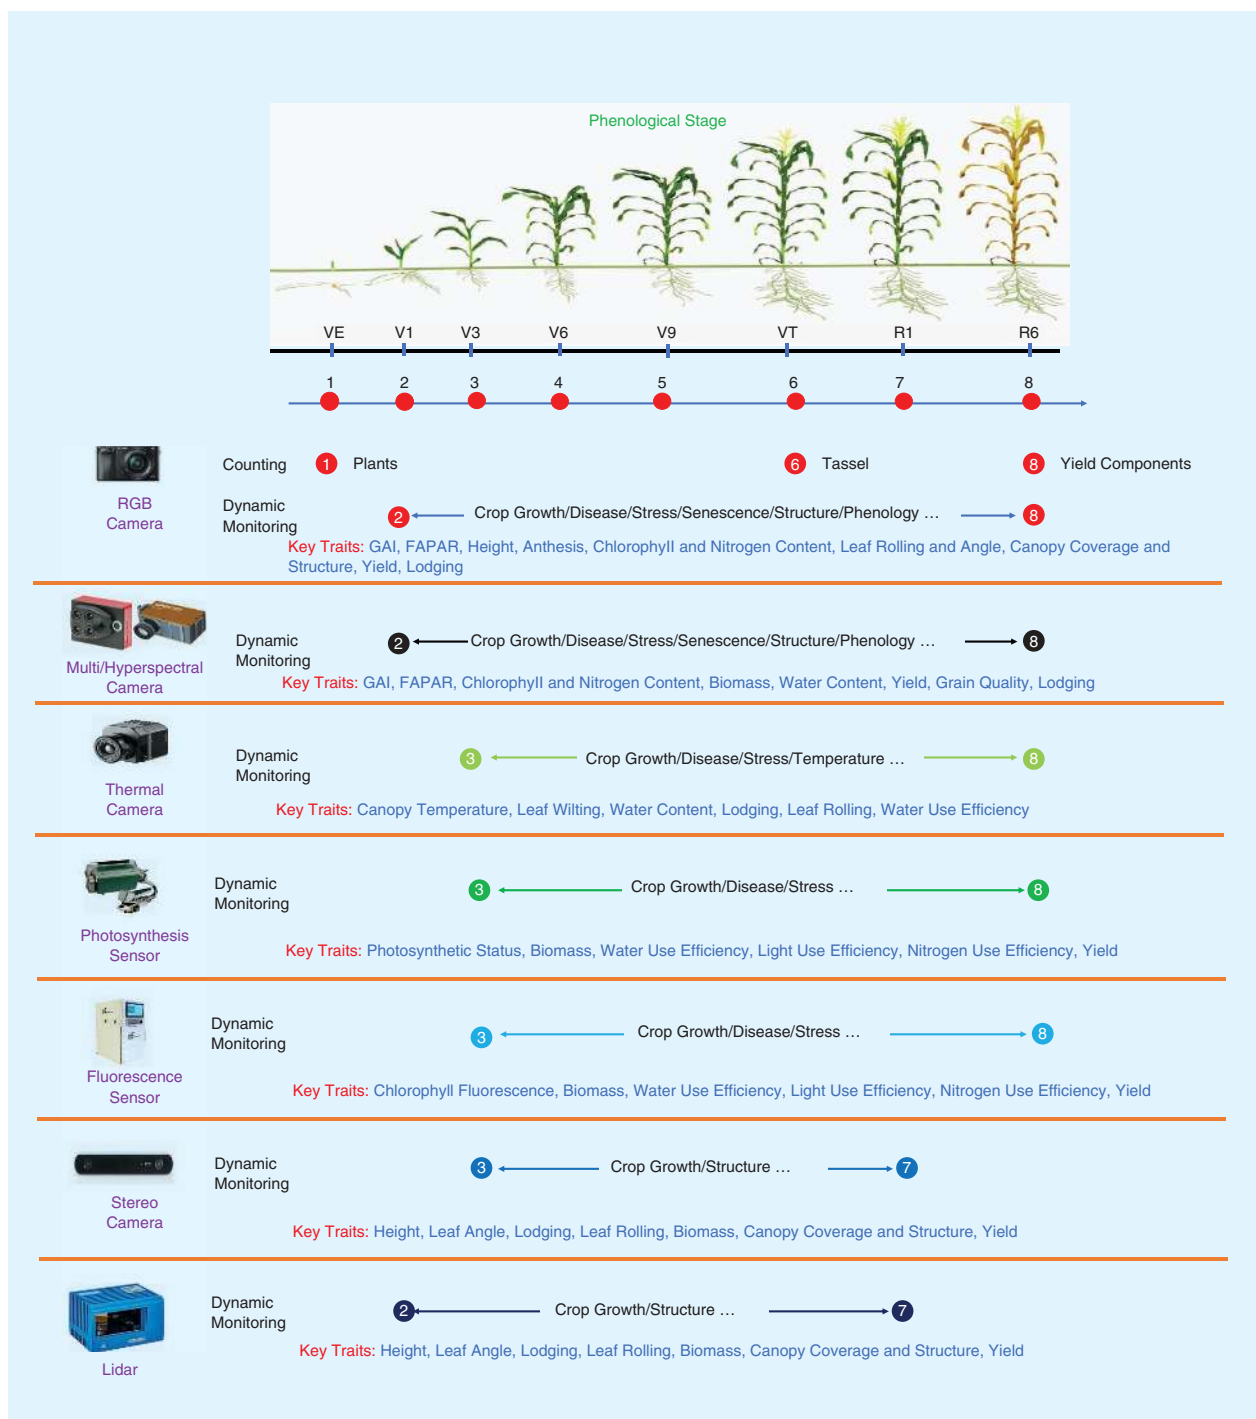 Phenological Stage
VE V1 V3 V6 V9 VT R1 R6
1 2 3 4 5 6 7 8
RGB
Camera
Counting 1 Plants 6 Tassel 8 Yield Components
Dynamic
Monitoring
2 Crop Growth/Disease/Stress/Senescence/Structure/Phenology … 8
Key Traits: GAI, FAPAR, Height, Anthesis, Chlorophyll and Nitrogen Content, Leaf Rolling and Angle, Canopy Coverage and
Structure, Yield, Lodging
Multi/Hyperspectral
Camera
Dynamic
Monitoring
2 Crop Growth/Disease/Stress/Senescence/Structure/Phenology … 8
Key Traits: GAI, FAPAR, Chlorophyll and Nitrogen Content, Biomass, Water Content, Yield, Grain Quality, Lodging
Thermal
Camera
Dynamic
Monitoring
3 Crop Growth/Disease/Stress/Temperature … 8
Key Traits: Canopy Temperature, Leaf Wilting, Water Content, Lodging, Leaf Rolling, Water Use Efficiency
Photosynthesis
Sensor
Dynamic
Monitoring
3 Crop Growth/Disease/Stress … 8
Key Traits: Photosynthetic Status, Biomass, Water Use Efficiency, Light Use Efficiency, Nitrogen Use Efficiency, Yield
Fluorescence
Sensor
Dynamic
Monitoring
3 Crop Growth/Disease/Stress … 8
Key Traits: Chlorophyll Fluorescence, Biomass, Water Use Efficiency, Light Use Efficiency, Nitrogen Use Efficiency, Yield
Stereo
Camera
Dynamic
Monitoring
3 Crop Growth/Structure … 7
Key Traits: Height, Leaf Angle, Lodging, Leaf Rolling, Biomass, Canopy Coverage and Structure, Yield
Lidar
Dynamic
Monitoring
2 Crop Growth/Structure … 7
Key Traits: Height, Leaf Angle, Lodging, Leaf Rolling, Biomass, Canopy Coverage and Structure, Yield